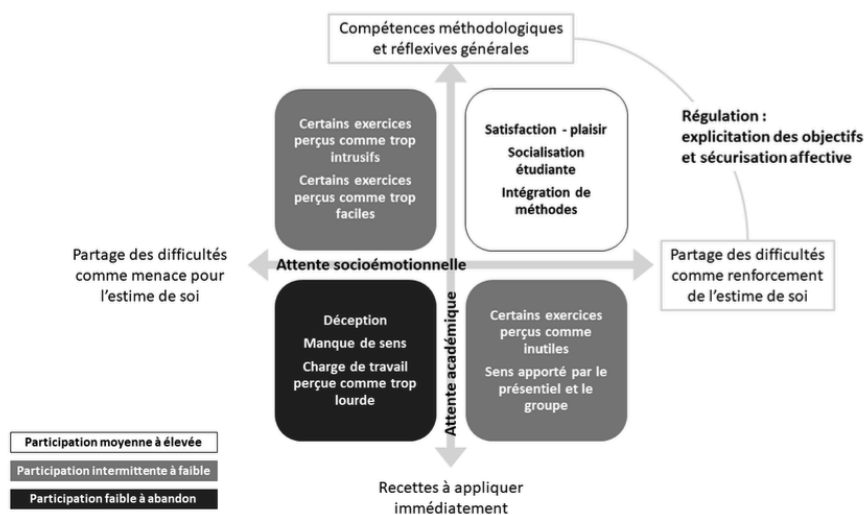 Compétences méthodologiques
et réflexives générales
Certains exercices
perçus comme trop
intrusifs
Certains exercices
perçus comme trop
faciles
Satisfaction - plaisir
Socialisation
étudiante
Intégration de
méthodes
Régulation :
explicitation des objectifs
et sécurisation affective
Partage des difficultés
comme menace pour
l'estime de soi
Attente socioémotionnelle
Partage des difficultés
comme renforcement
de l'estime de soi
Déception
Manque de sens
Charge de travail
perçue comme trop
lourde
Attente académique
Certains exercices
perçus comme
inutiles
Sens apporté par le
présentiel et le
groupe
Participation moyenne à élevée
Participation intermittente à faible
Participation faible à abandon
Recettes à appliquer
immédiatement